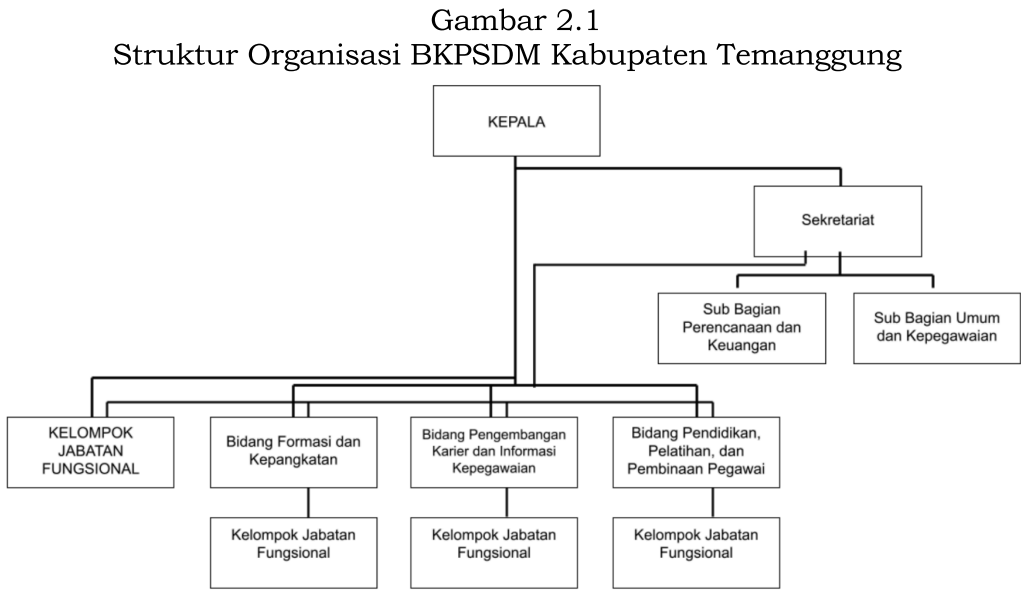 Gambar 2.1
Struktur Organisasi BKPSDM Kabupaten Temanggung
KEPALA
Sekretariat
Sub Bagian
Perencanaan dan
Keuangan
Sub Bagian Umum
dan Kepegawaian
KELOMPOK
JABATAN
FUNGSIONAL
Bidang Formasi dan
Kepangkatan
Bidang Pengembangan
Karier dan Informasi
Kepegawaian
Bidang Pendidikan,
Pelatihan, dan
Pembinaan Pegawai
Kelompok Jabatan
Fungsional
Kelompok Jabatan
Fungsional
Kelompok Jabatan
Fungsional